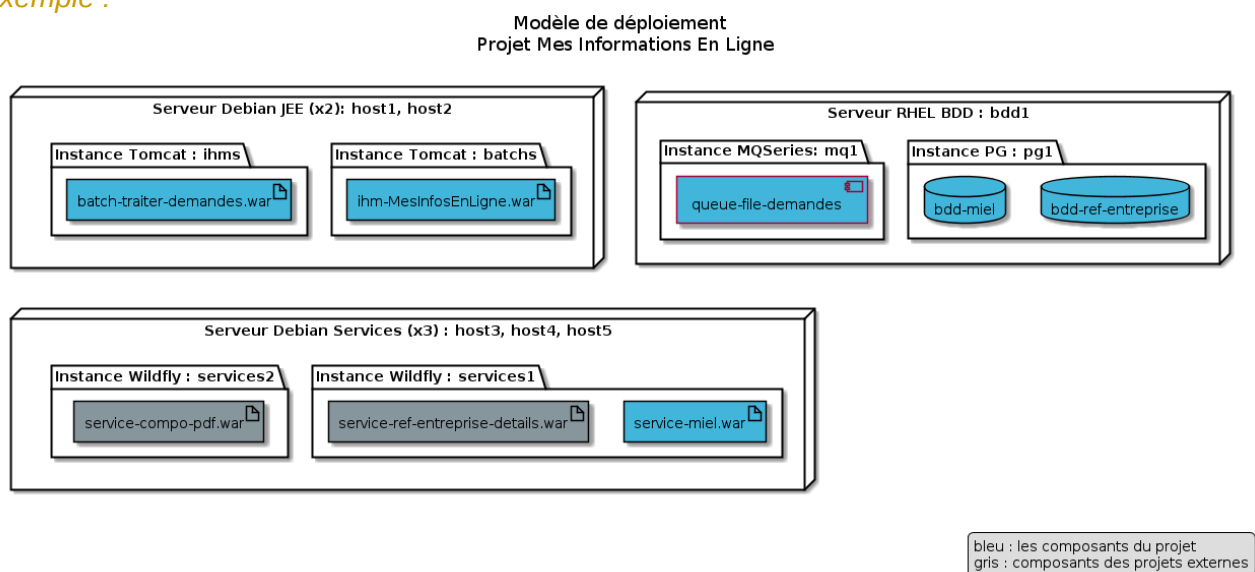 xemple :
Modèle de déploiement
Projet Mes Informations En Ligne
Serveur Debian JEE (x2): host1, host2
Instance Tomcat : ihms
batch-traiter-demandes.war
Instance Tomcat : batchs
ihm-MesInfosEnLigne.war
Serveur RHEL BDD : bdd1
Instance MQSeries: mq1
queue-file-demandes
Instance PG : pg1
bdd-miel
bdd-ref-entreprise
Serveur Debian Services (x3) : host3, host4, host5
Instance Wildfly : services2
service-compo-pdf.war
Instance Wildfly : services1
service-ref-entreprise-details.war
service-miel.war
bleu : les composants du projet
gris : composants des projets externes